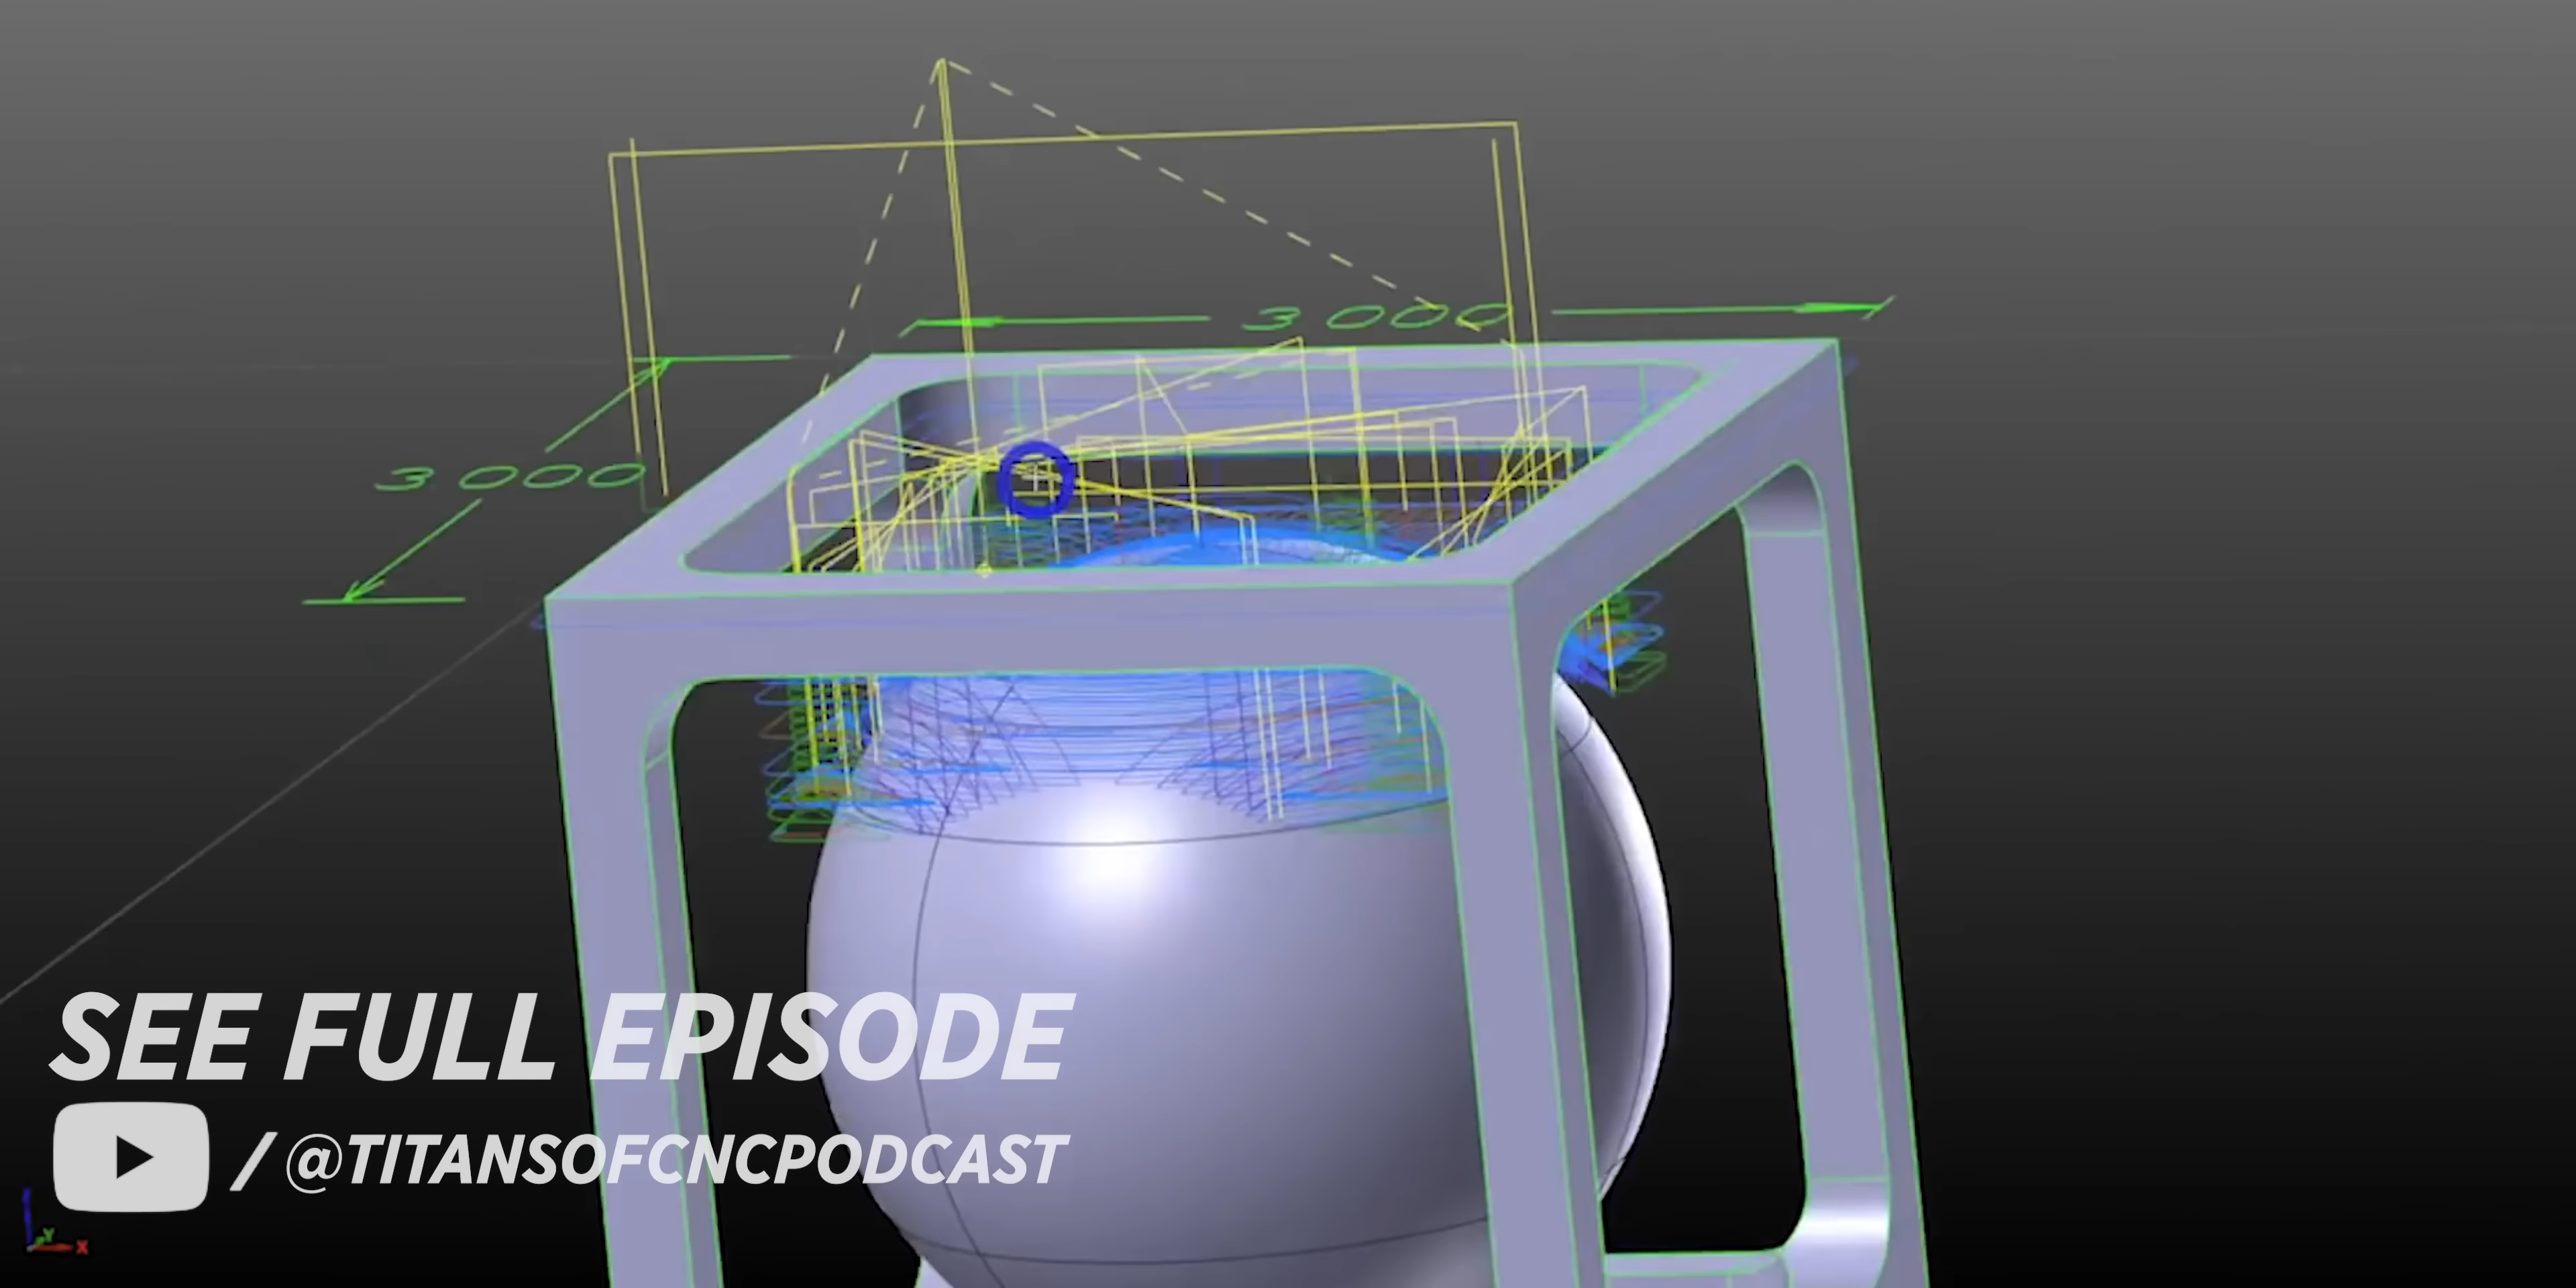 3 000
3 000
SEE FULL EPISODE
/@TITANSOFCNCPODCAST
Y
X